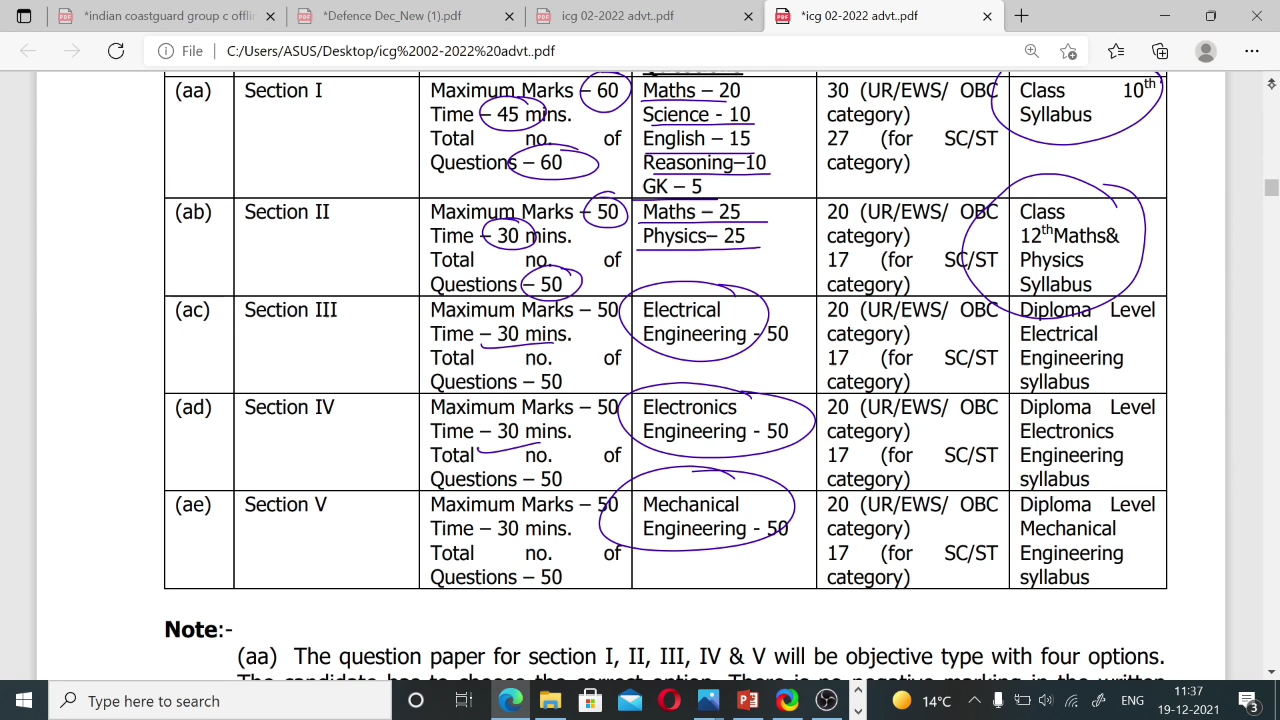 *indian coastguard group c offli
*Defence Dec_New (1).pdf
icg 02-2022 advt..pdf
*icg 02-2022 advt..pdf
File
C:/Users/ASUS/Desktop/icg%2002-2022%20advt..pdf
(aa)
Section I
Maximum Marks – 60
Time – 45 mins.
Total no. of
Questions – 60
Maths – 20
Science - 10
English – 15
Reasoning–10
GK – 5
30 (UR/EWS/ OBC
category)
27 (for SC/ST
category)
Class 10th
Syllabus
(ab)
Section II
Maximum Marks – 50
Time – 30 mins.
Total no. of
Questions – 50
Maths – 25
Physics– 25
20 (UR/EWS/ OBC
category)
17 (for SC/ST
category)
Class
12thMaths&
Physics
Syllabus
(ac)
Section III
Maximum Marks – 50
Time – 30 mins.
Total no. of
Questions – 50
Electrical
Engineering - 50
20 (UR/EWS/ OBC
category)
17 (for SC/ST
category)
Diploma Level
Electrical
Engineering
syllabus
(ad)
Section IV
Maximum Marks – 50
Time – 30 mins.
Total no. of
Questions – 50
Electronics
Engineering - 50
20 (UR/EWS/ OBC
category)
17 (for SC/ST
category)
Diploma Level
Electronics
Engineering
syllabus
(ae)
Section V
Maximum Marks – 50
Time – 30 mins.
Total no. of
Questions – 50
Mechanical
Engineering - 50
20 (UR/EWS/ OBC
category)
17 (for SC/ST
category)
Diploma Level
Mechanical
Engineering
syllabus
Note:-
(aa) The question paper for section I, II, III, IV & V will be objective type with four options.
Type here to search
14°C
ENG
11:37
19-12-2021
3